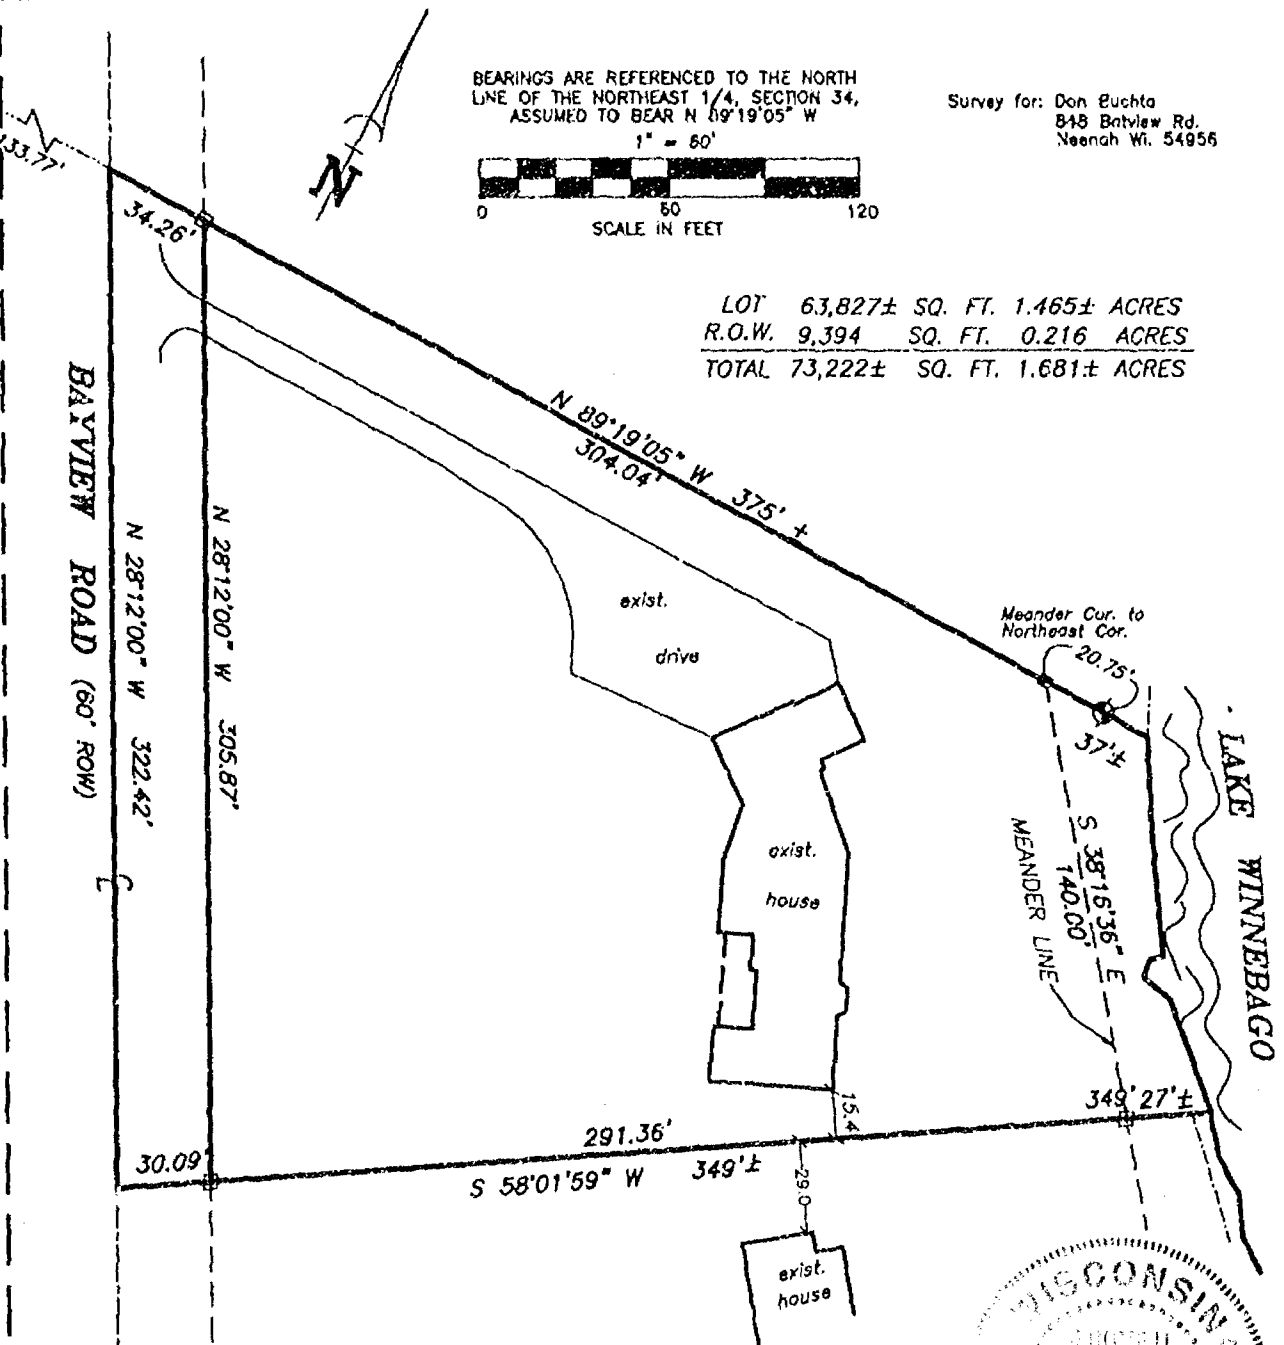 BEARINGS ARE REFERENCED TO THE NORTH
LINE OF THE NORTHEAST 1/4, SECTION 34,
ASSUMED TO BEAR N 89°19'05" W
1" = 60'
0 60 120
SCALE IN FEET
Survey for: Don Buchta
848 Bayview Rd.
Neenah Wi. 54956
N
133.77'
34.26'
LOT 63,827± SQ. FT. 1.465± ACRES
R.O.W. 9,394 SQ. FT. 0.216 ACRES
TOTAL 73,222± SQ. FT. 1.681± ACRES
BAYVIEW ROAD (60' ROW)
N 28°12'00" W 322.42'
N 28°12'00" W 305.87'
N 89°19'05" W 375' ±
304.04'
exist.
drive
Meander Cor. to
Northeast Cor.
20.75'
37'±
LAKE WINNEBAGO
exist.
house
S 38°16'36" E
140.00'
MEANDER LINE
15.4
349' 27'±
30.09'
291.36'
S 58°01'59" W 349'±
29.0
exist.
house
WISCONSIN